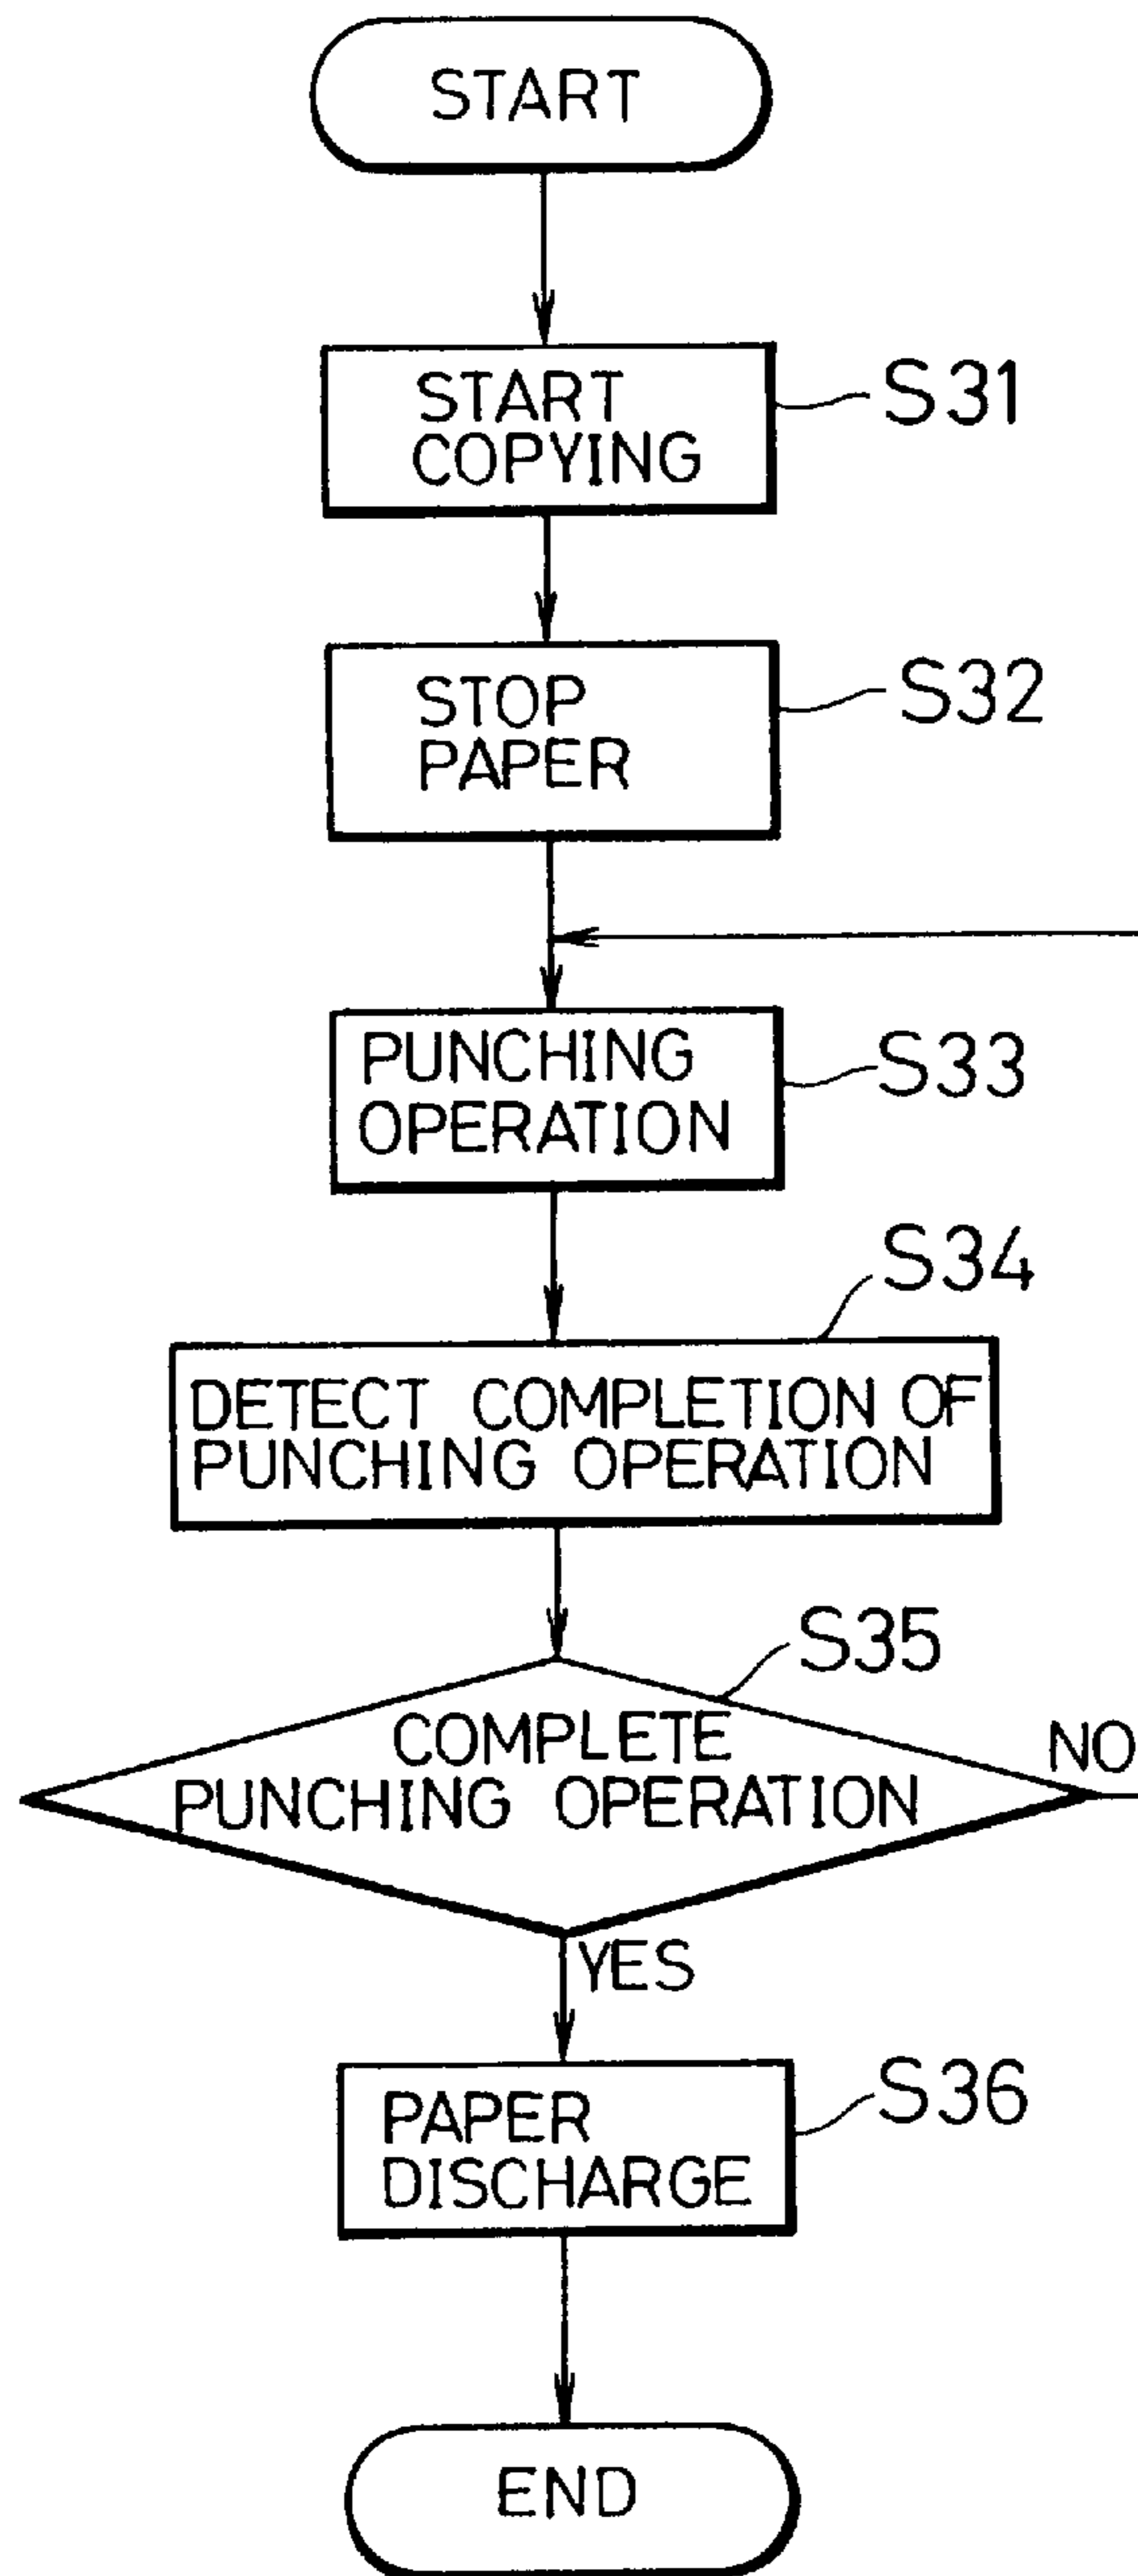 START
START
COPYING
S31
STOP
PAPER
S32
PUNCHING
OPERATION
S33
S34
DETECT COMPLETION OF
PUNCHING OPERATION
S35
COMPLETE
PUNCHING OPERATION
NO
YES
PAPER
DISCHARGE
S36
END